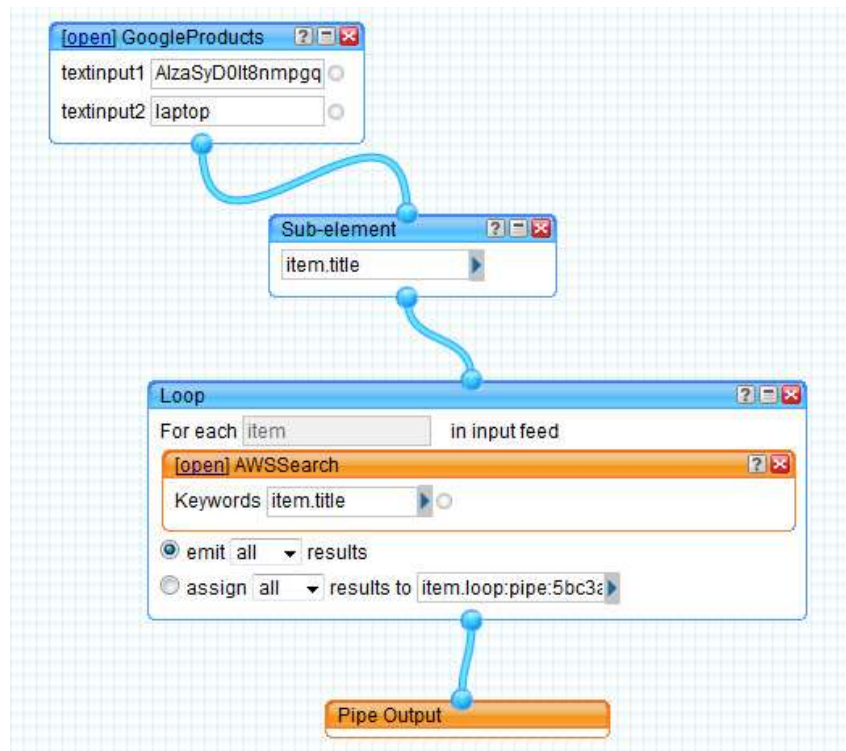 [open] GoogleProducts
textinput1 AIzaSyD0It8nmpgq
textinput2 laptop
Sub-element
item.title
Loop
For each item in input feed
[open] AWSSearch
Keywords item.title
emit all results
assign all results to item.loop:pipe:5bc3a
Pipe Output